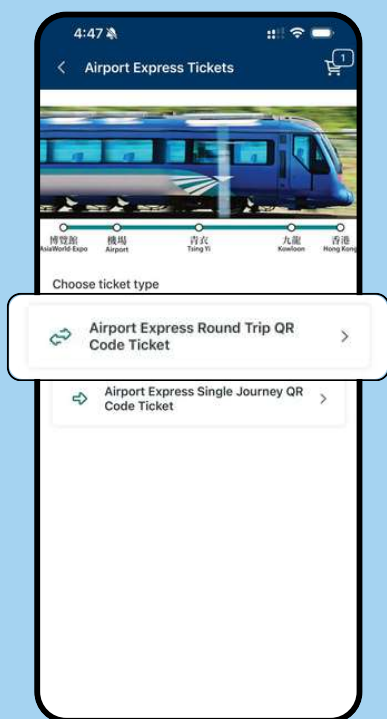 4:47
1
Airport Express Tickets
博覽館 機場 青衣 九龍 香港
AsiaWorld-Expo Airport Tsing Yi Kowloon Hong Kong
Choose ticket type
Airport Express Round Trip QR
Code Ticket
Airport Express Single Journey QR
Code Ticket